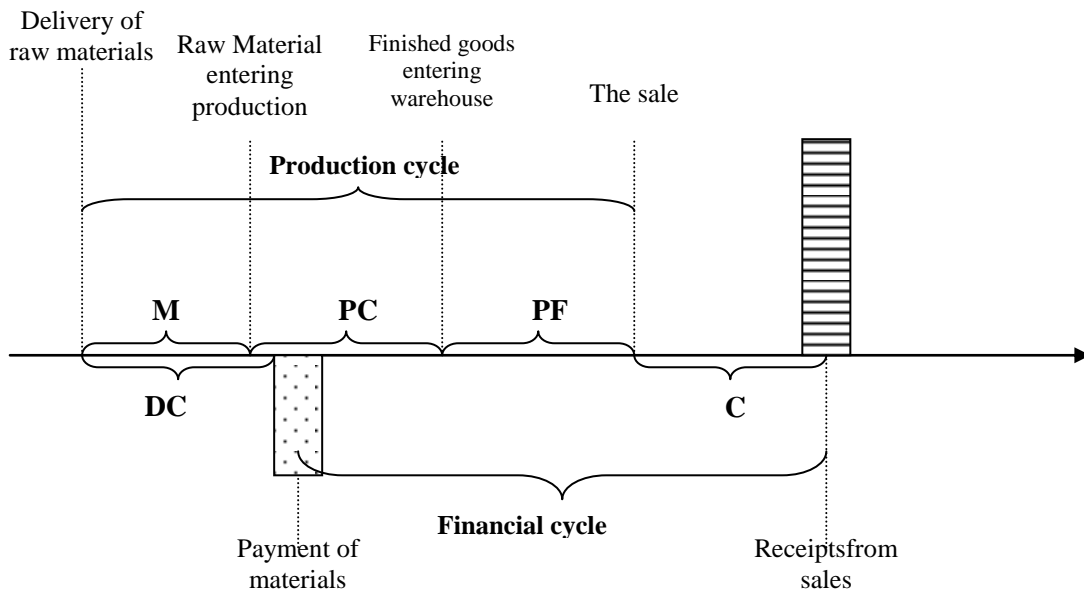 Delivery of
raw materials
Raw Material
entering
production
Finished goods
entering
warehouse
The sale
Production cycle
M
PC
PF
DC
C
Financial cycle
Payment of
materials
Receiptsfrom
sales